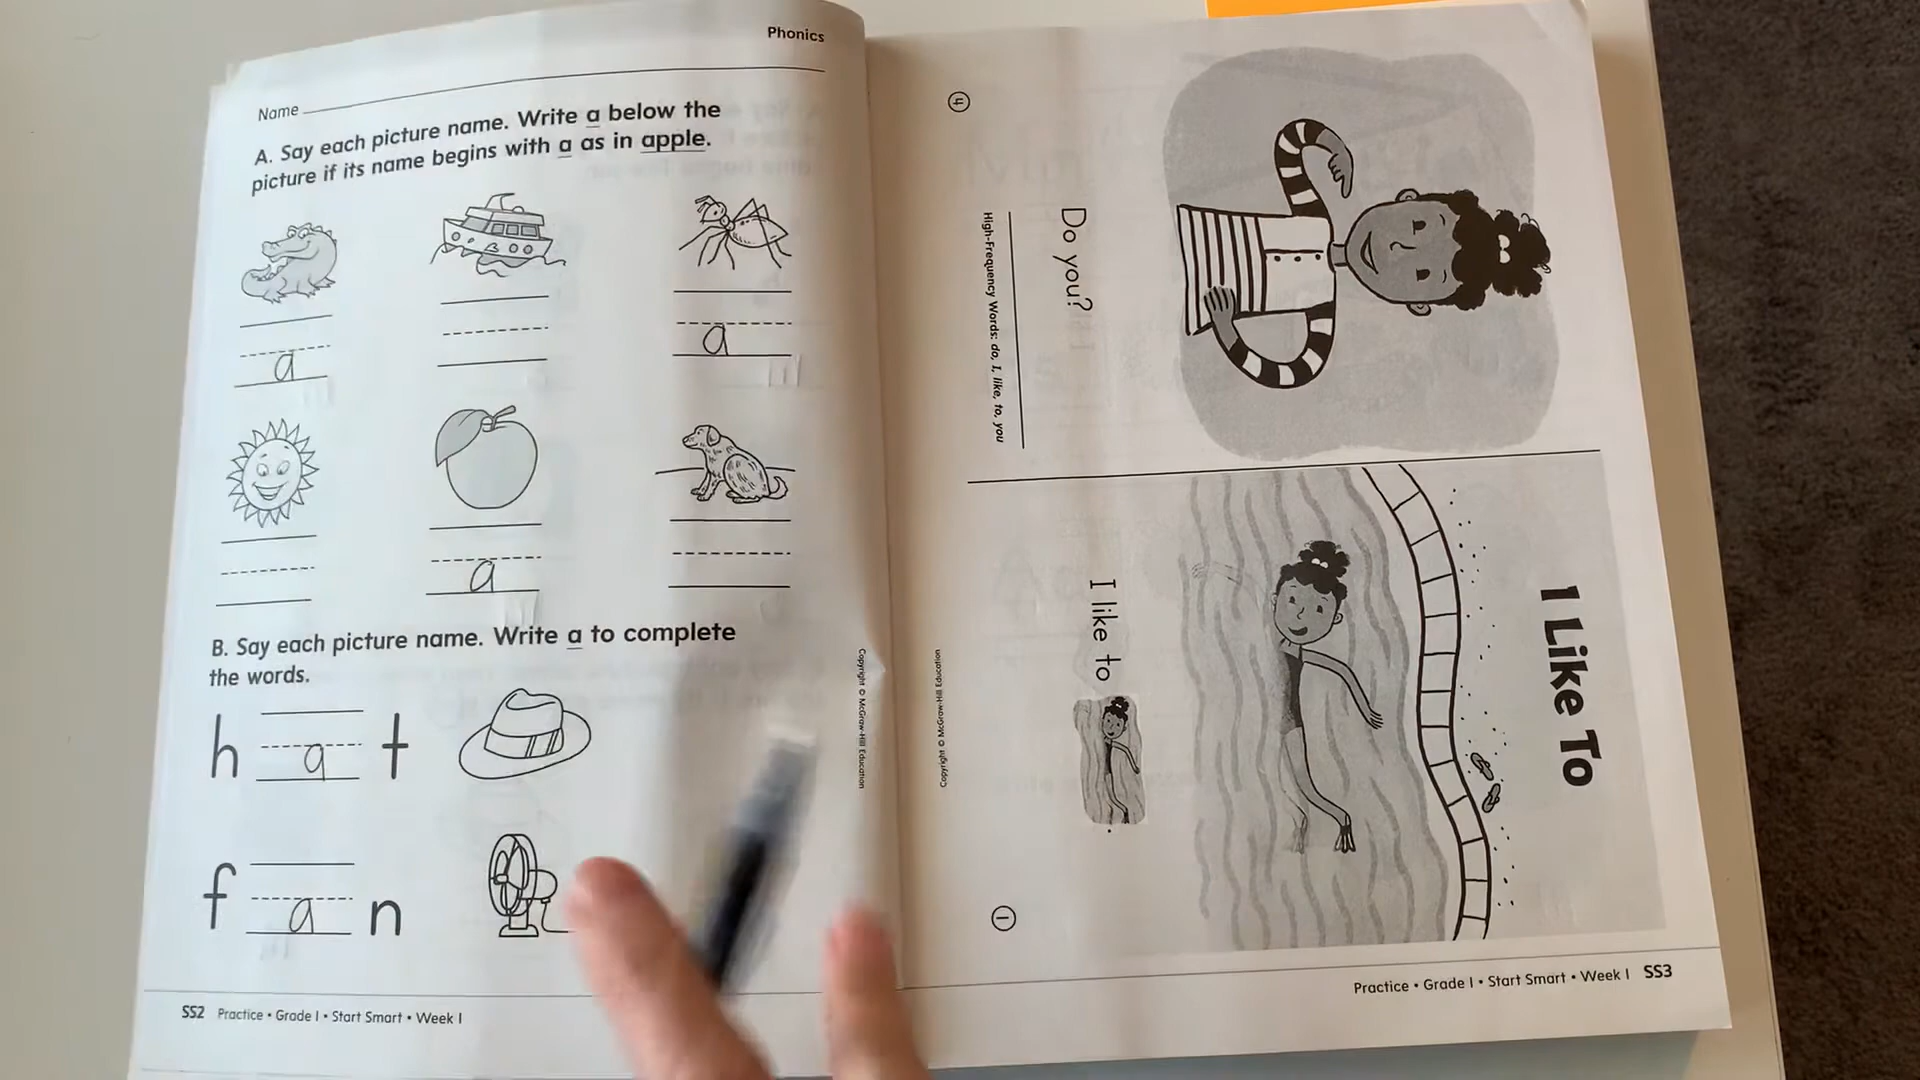 Phonics
Name
A. Say each picture name. Write a below the
picture if its name begins with a as in apple.
a
a
a
B. Say each picture name. Write a to complete
the words.
h a t
f a n
SS2 Practice • Grade 1 • Start Smart • Week 1
Copyright © McGraw-Hill Education
4
Do you?
High-Frequency Words: do, I, like, to, you
I Like To
I like to .
Copyright © McGraw-Hill Education
1
Practice • Grade 1 • Start Smart • Week 1 SS3